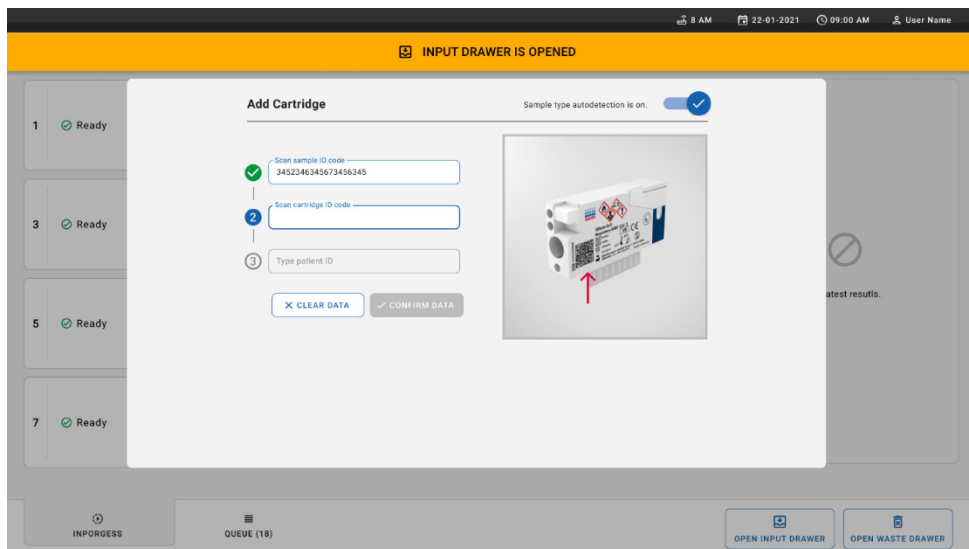 8 AM 22-01-2021 09:00 AM User Name
INPUT DRAWER IS OPENED
Add Cartridge
Sample type autodetection is on.
1 Ready
Scan sample ID code
3452346345673456345
3 Ready
2
Scan cartridge ID code
3
Type patient ID
CLEAR DATA
CONFIRM DATA
atest resutls.
5 Ready
7 Ready
INPORGESS
QUEUE (18)
OPEN INPUT DRAWER
OPEN WASTE DRAWER